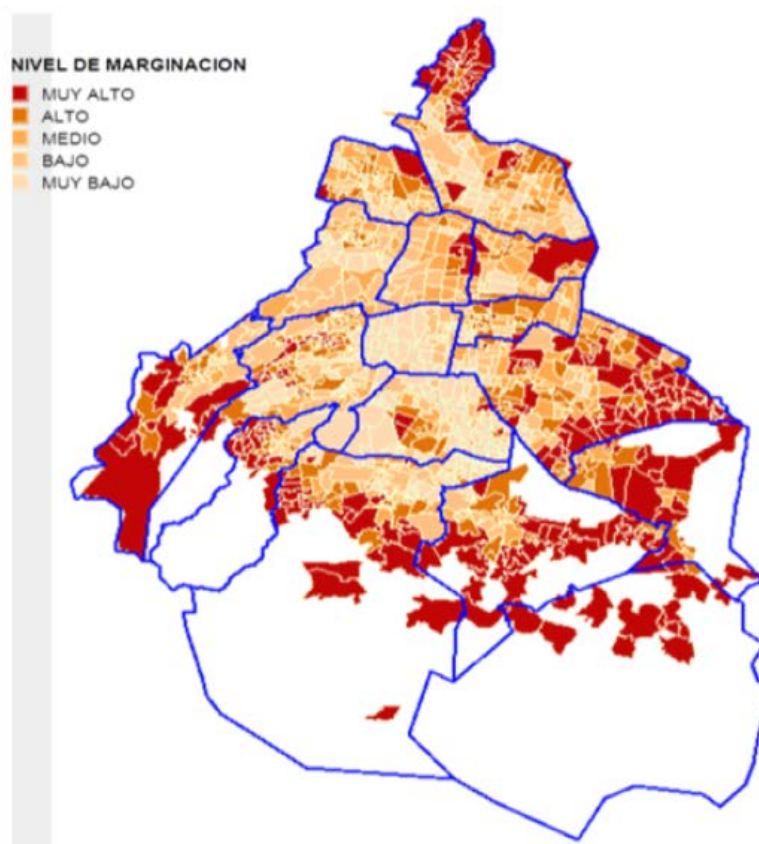 NIVEL DE MARGINACION
MUY ALTO
ALTO
MEDIO
BAJO
MUY BAJO